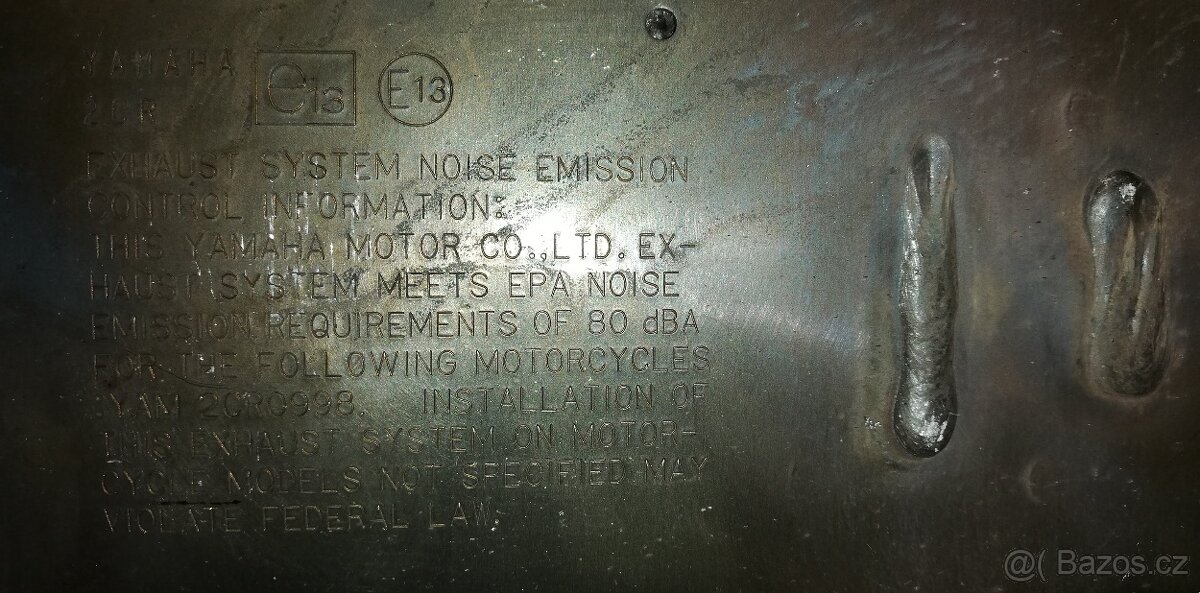 YAMAHA e13 E13
2CR
EXHAUST SYSTEM NOISE EMISSION
CONTROL INFORMATION:
THIS YAMAHA MOTOR CO.,LTD. EX-
HAUST SYSTEM MEETS EPA NOISE
EMISSION REQUIREMENTS OF 80 dBA
FOR THE FOLLOWING MOTORCYCLES
:YAM 2CR0998. INSTALLATION OF
THIS EXHAUST SYSTEM ON MOTOR-
CYCLE MODELS NOT SPECIFIED MAY
VIOLATE FEDERAL LAW.
@( Bazos.cz